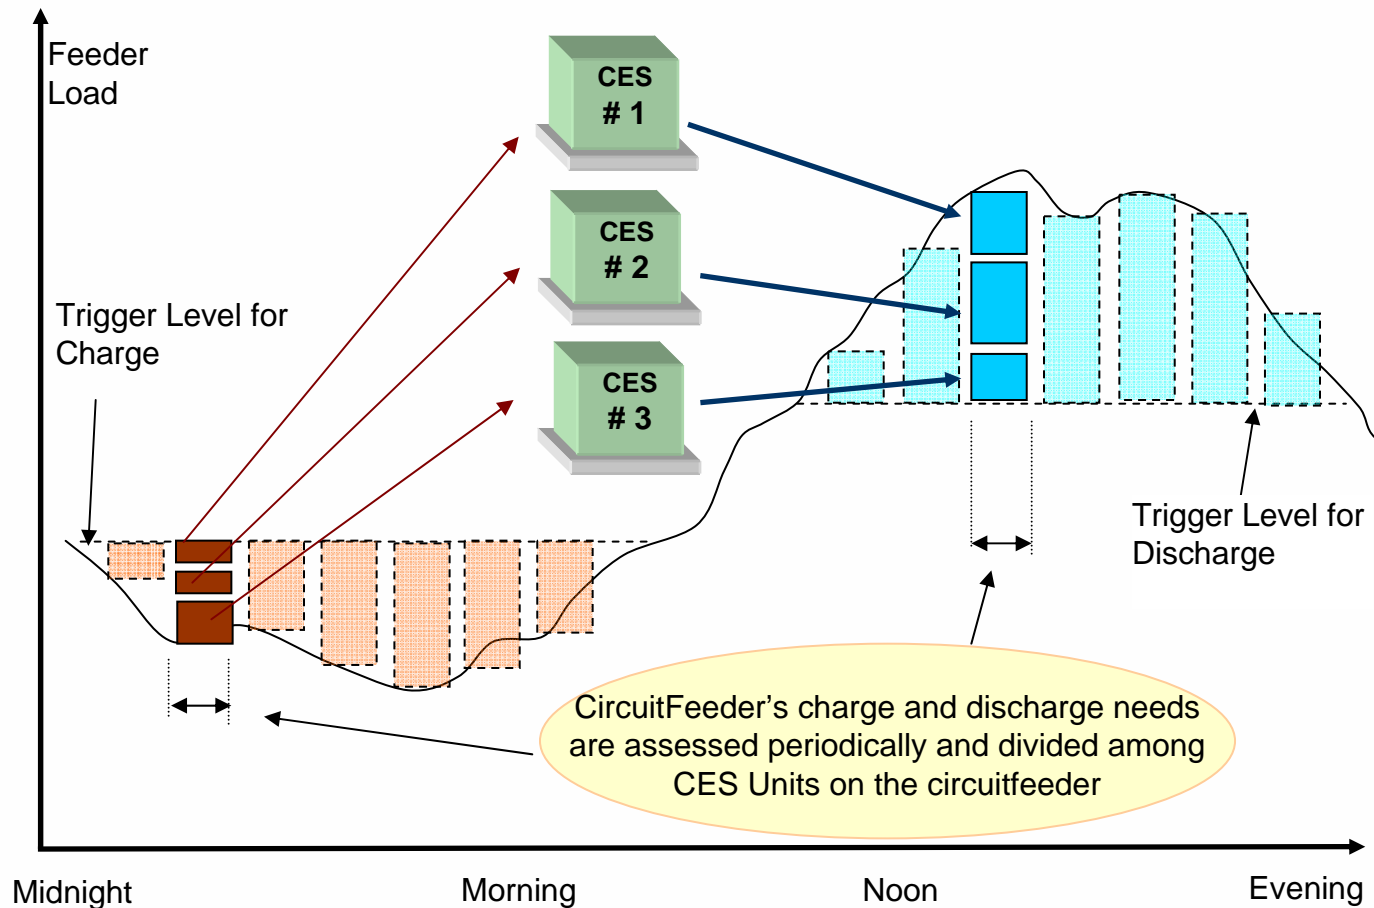 Feeder
Load
CES
# 1
CES
# 2
CES
# 3
Trigger Level for
Charge
Trigger Level for
Discharge
CircuitFeeder’s charge and discharge needs
are assessed periodically and divided among
CES Units on the circuitfeeder
Midnight
Morning
Noon
Evening